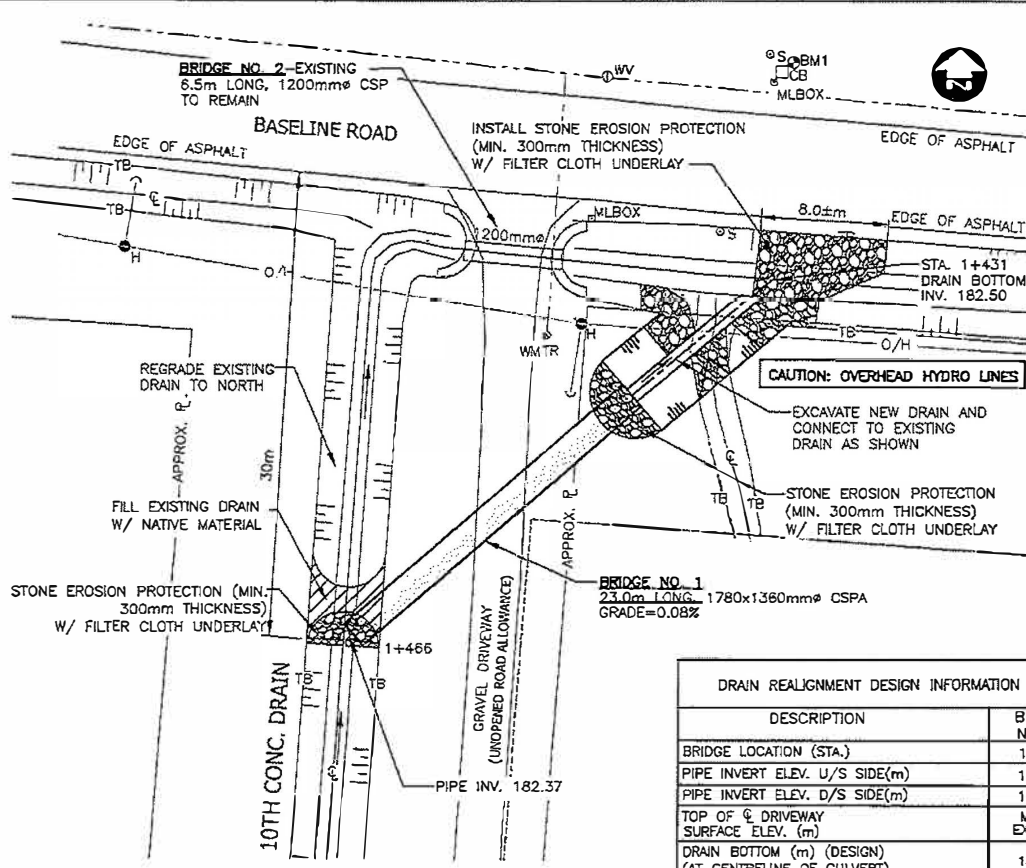 BRIDGE NO. 2-EXISTING
6.5m LONG, 1200mmø CSP
TO REMAIN
WV
S
BM1
CB
MLBOX
N
BASELINE ROAD
INSTALL STONE EROSION PROTECTION
(MIN. 300mm THICKNESS)
W/ FILTER CLOTH UNDERLAY
EDGE OF ASPHALT
EDGE OF ASPHALT
TB
TB
H
O/H
1200mmø
MLBOX
S
8.0±m
EDGE OF ASPHALT
STA. 1+431
DRAIN BOTTOM
INV. 182.50
TB
O/H
WMTR
H
CAUTION: OVERHEAD HYDRO LINES
REGRADE EXISTING
DRAIN TO NORTH
APPROX. PL
30m
EXCAVATE NEW DRAIN AND
CONNECT TO EXISTING
DRAIN AS SHOWN
TB
TB
FILL EXISTING DRAIN
W/ NATIVE MATERIAL
APPROX. PL
STONE EROSION PROTECTION
(MIN. 300mm THICKNESS)
W/ FILTER CLOTH UNDERLAY
STONE EROSION PROTECTION (MIN.
300mm THICKNESS)
W/ FILTER CLOTH UNDERLAY
BRIDGE NO. 1
23.0m LONG, 1780x1360mmø CSPA
GRADE=0.08%
1+466
TB
TB
10TH CONC. DRAIN
GRAVEL DRIVEWAY
(UNOPENED ROAD ALLOWANCE)
PIPE INV. 182.37
DRAIN REALIGNMENT DESIGN INFORMATION
DESCRIPTION
BRIDGE LOCATION (STA.)
PIPE INVERT ELEV. U/S SIDE(m)
PIPE INVERT ELEV. D/S SIDE(m)
TOP OF ℄ DRIVEWAY
SURFACE ELEV. (m)
DRAIN BOTTOM (m) (DESIGN)
(AT CENTRELINE OF CULVERT)